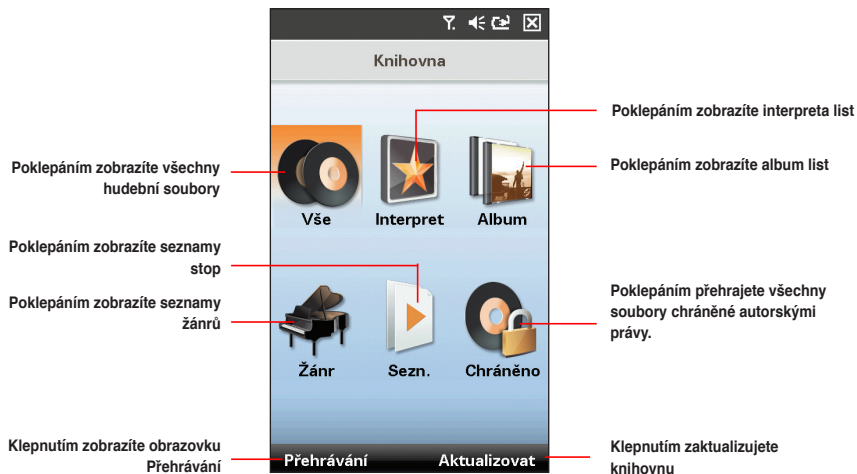 Knihovna
Poklepáním zobrazíte interpreta list
Poklepáním zobrazíte všechny
hudební soubory
Poklepáním zobrazíte album list
Vše
Interpret
Album
Poklepáním zobrazíte seznamy
stop
Poklepáním zobrazíte seznamy
žánrů
Poklepáním přehrajete všechny
soubory chráněné autorskými
právy.
Žánr
Sezn.
Chráněno
Klepnutím zobrazíte obrazovku
Přehrávání
Přehrávání
Aktualizovat
Klepnutím zaktualizujete
knihovnu